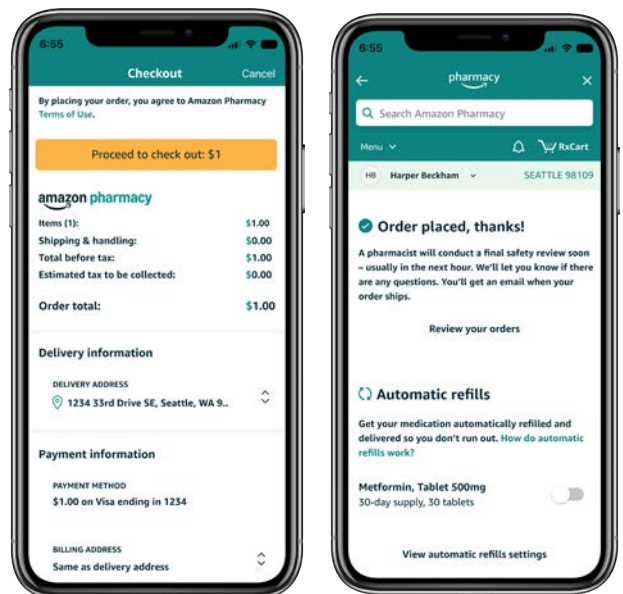 6:55
Checkout
Cancel
By placing your order, you agree to Amazon Pharmacy
Terms of Use.
Proceed to check out: $1
amazon pharmacy
Items (1): $1.00
Shipping & handling: $0.00
Total before tax: $1.00
Estimated tax to be collected: $0.00
Order total: $1.00
Delivery information
DELIVERY ADDRESS
1234 33rd Drive SE, Seattle, WA 9..
Payment information
PAYMENT METHOD
$1.00 on Visa ending in 1234
BILLING ADDRESS
Same as delivery address
6:55
pharmacy
Search Amazon Pharmacy
Menu
RxCart
HB Harper Beckham
SEATTLE 98109
Order placed, thanks!
A pharmacist will conduct a final safety review soon
– usually in the next hour. We'll let you know if there
are any questions. You'll get an email when your
order ships.
Review your orders
Automatic refills
Get your medication automatically refilled and
delivered so you don't run out. How do automatic
refills work?
Metformin, Tablet 500mg
30-day supply, 30 tablets
View automatic refills settings